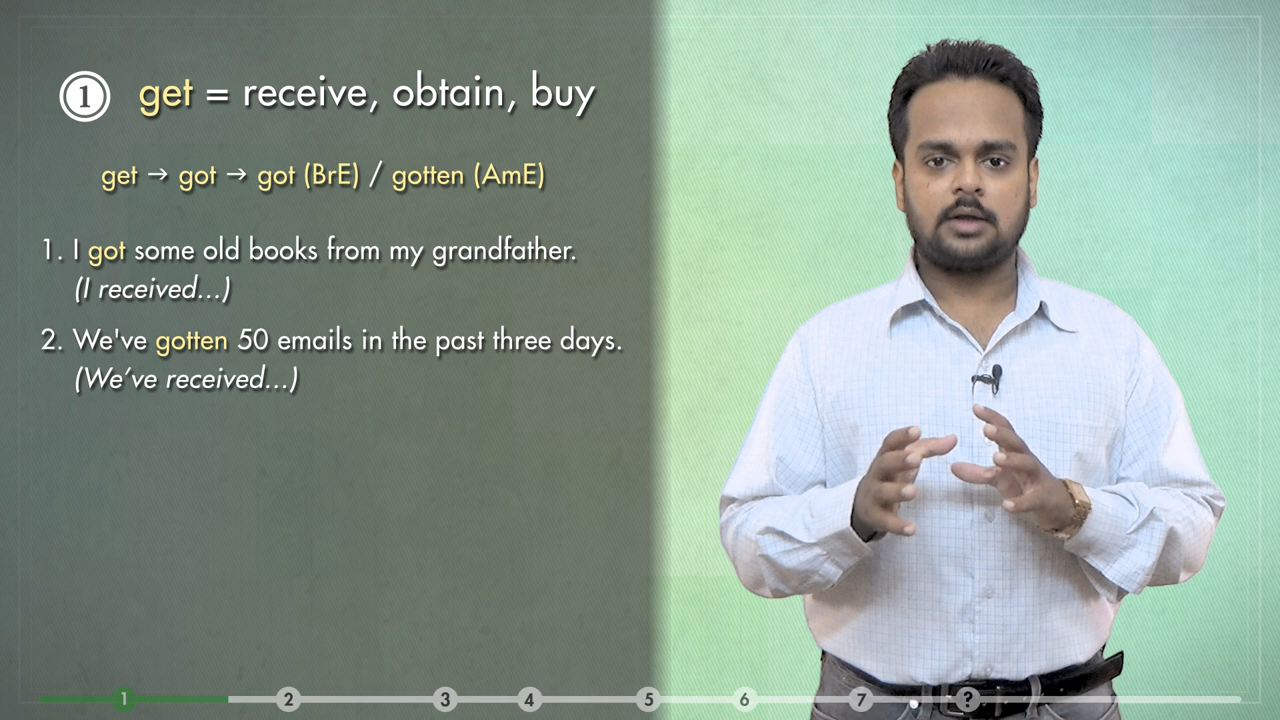 1 get = receive, obtain, buy
get → got → got (BrE) / gotten (AmE)
1. I got some old books from my grandfather.
(I received...)
2. We've gotten 50 emails in the past three days.
(We’ve received...)
1 2 3 4 5 6 7 ?